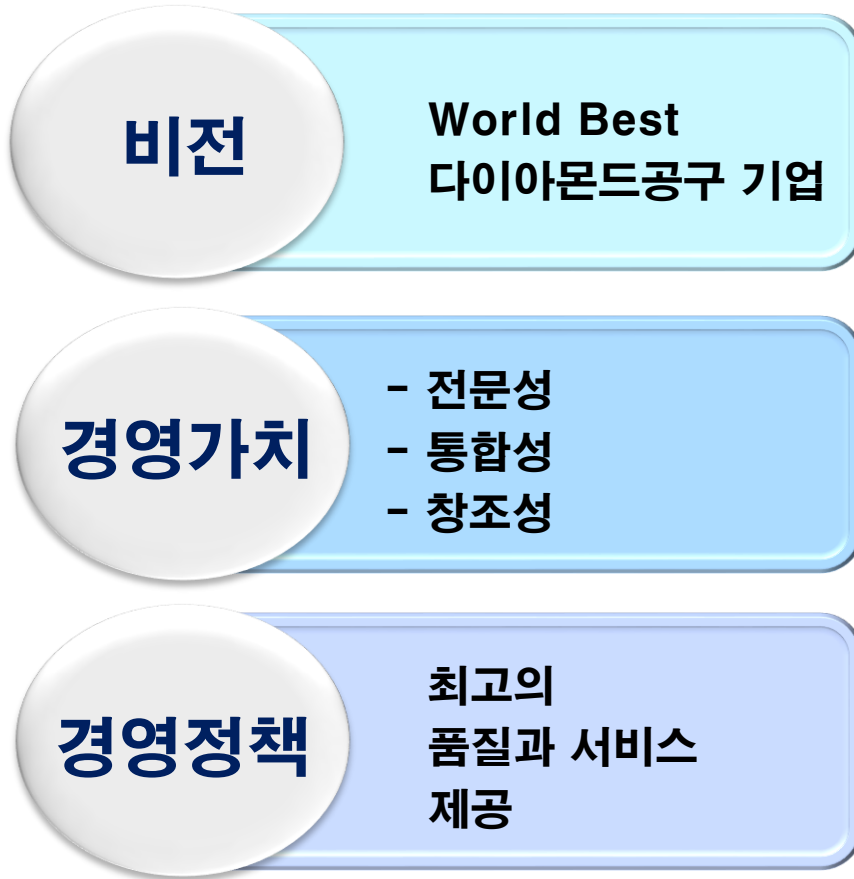 비전
World Best
다이아몬드공구 기업
경영가치
- 전문성
- 통합성
- 창조성
경영정책
최고의
품질과 서비스
제공